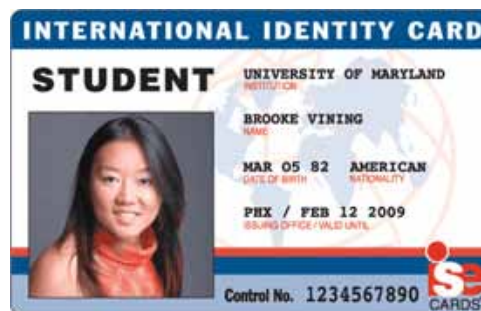 INTERNATIONAL IDENTITY CARD
STUDENT
UNIVERSITY OF MARYLAND
INSTITUTION
BROOKE VINING
NAME
MAR 05 82 AMERICAN
DATE OF BIRTH NATIONALITY
PHX / FEB 12 2009
ISSUING OFFICE / VALID UNTIL
Control No. 1234567890
ise
CARDS